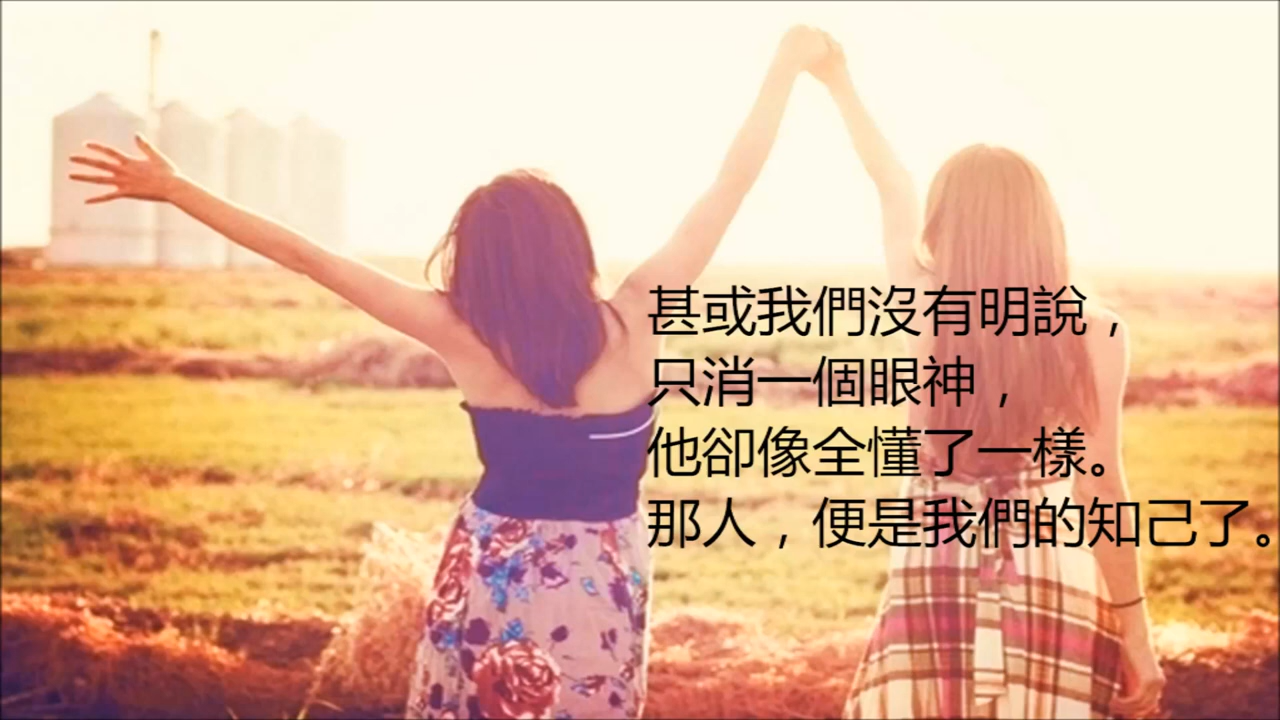 甚或我們沒有明說，
只消一個眼神，
他卻像全懂了一樣。
那人，便是我們的知己了。